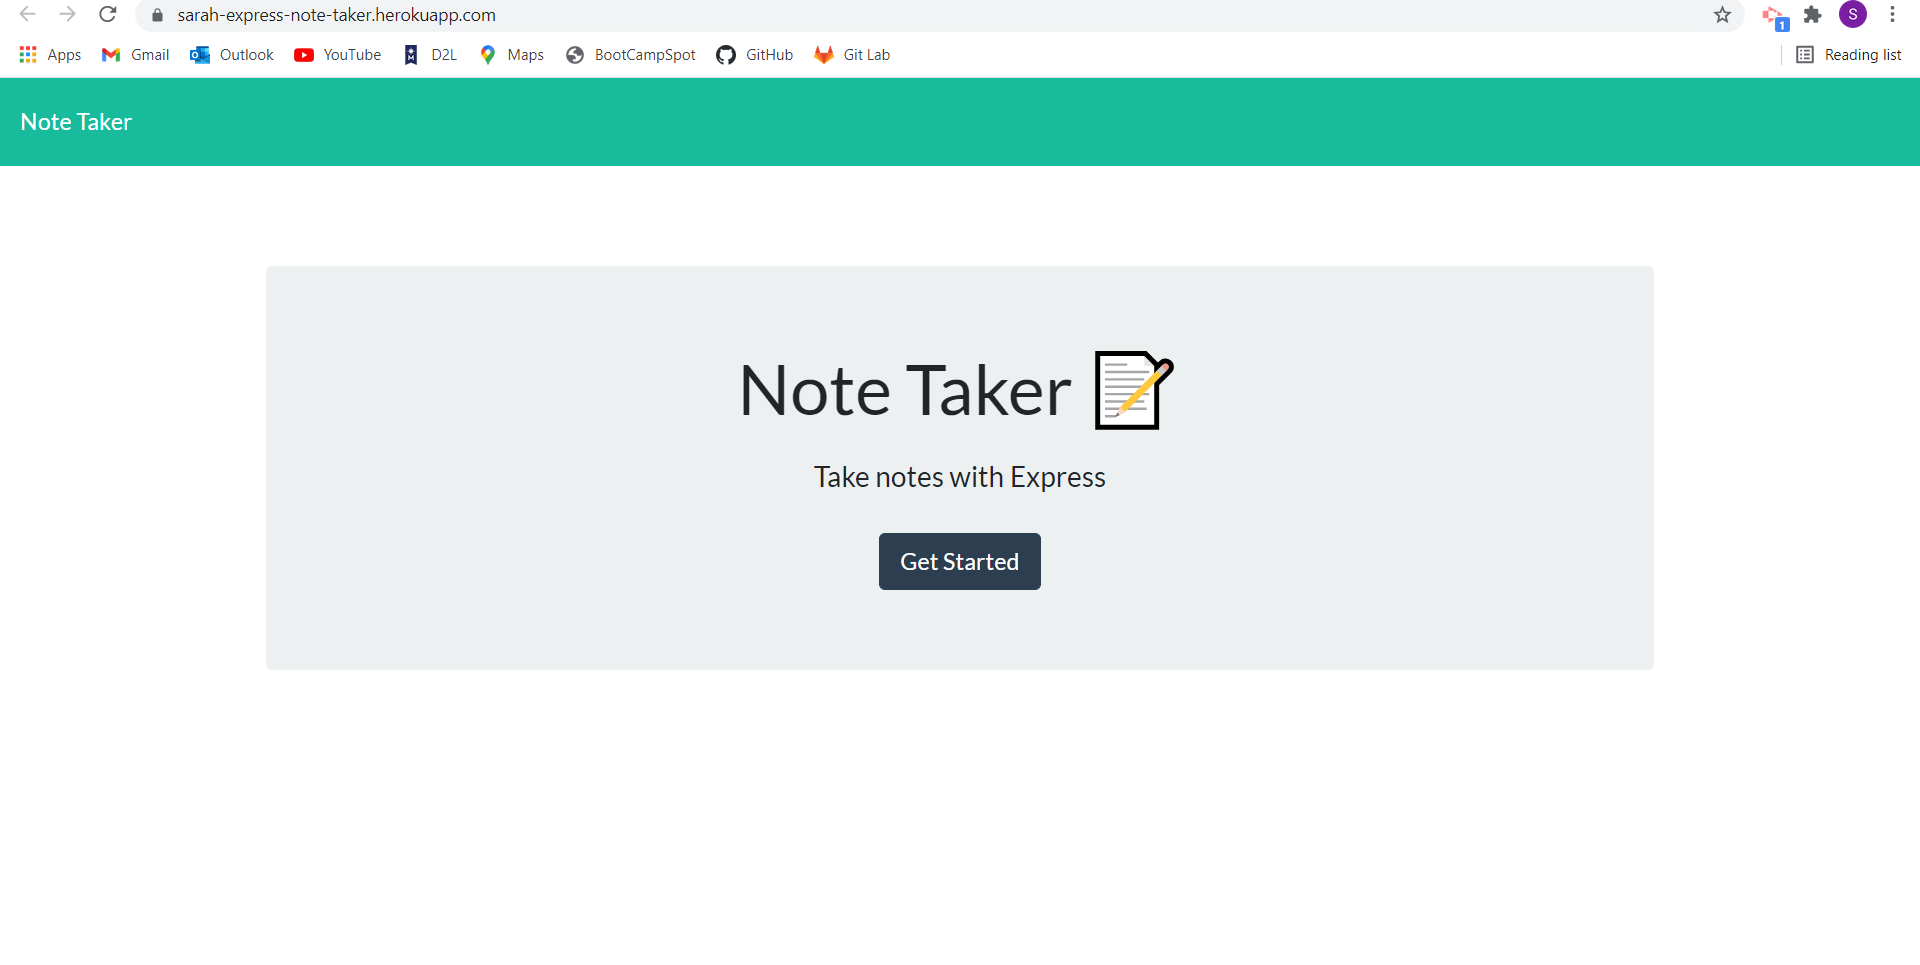 sarah-express-note-taker.herokuapp.com
S
1
Apps Gmail Outlook YouTube D2L Maps BootCampSpot GitHub Git Lab Reading list
Note Taker
Note Taker
Take notes with Express
Get Started